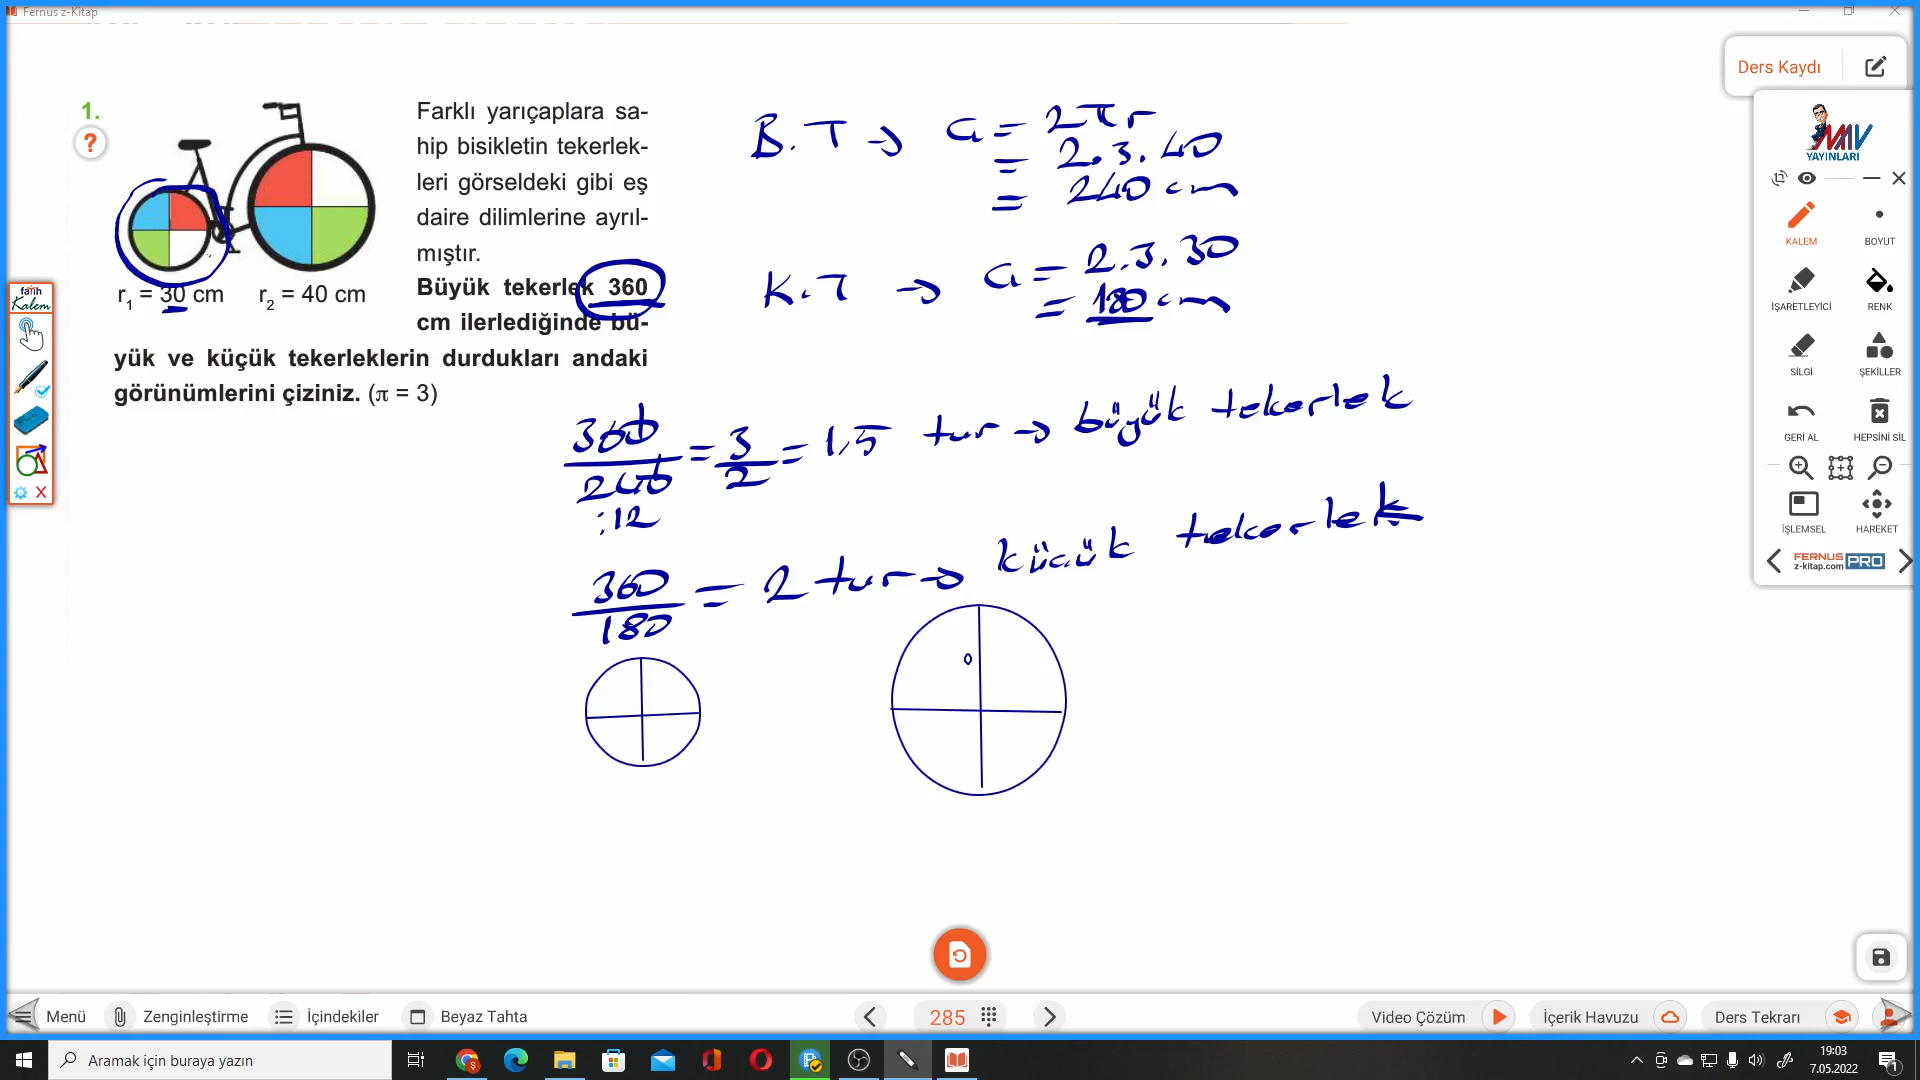 Fernus z-Kitap
Ders Kaydı
1.
?
Farklı yarıçaplara sa-
hip bisikletin tekerlek-
leri görseldeki gibi eş
daire dilimlerine ayrıl-
mıştır.
r1 = 30 cm r2 = 40 cm
Büyük tekerlek 360
cm ilerlediğinde bü-
yük ve küçük tekerleklerin durdukları andaki
görünümlerini çiziniz. (π = 3)
B.T → Ç = 2πr
= 2.3.40
= 240 cm
K.T → Ç = 2.3.30
= 180 cm
360/240 = 3/2 = 1,5 tur → büyük tekerlek
:12
360/180 = 2 tur → küçük tekerlek
0
fatih
Kalem
MAV
YAYINLARI
KALEM BOYUT
İŞARETLEYİCİ RENK
SİLGİ ŞEKİLLER
GERİ AL HEPSİNİ SİL
İŞLEMSEL HAREKET
FERNUS PRO
z-kitap.com
Menü Zenginleştirme İçindekiler Beyaz Tahta 285 Video Çözüm İçerik Havuzu Ders Tekrarı
Aramak için buraya yazın
19:03
7.05.2022
1